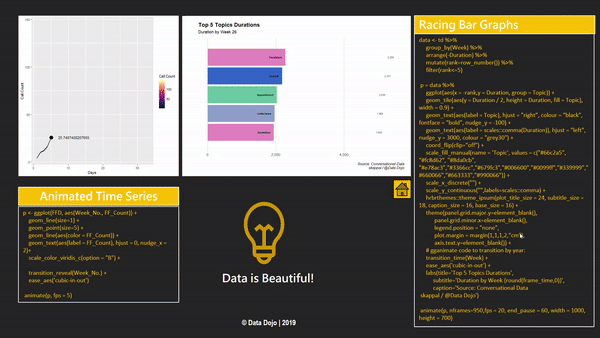 Call Count
Days
Call Count
25.7407408207650
Top 5 Topics Durations
Duration by Week 26
0
2,000
4,000
Source: Conversational Data
skappal / @Data Dojo
Animated Time Series
p <- ggplot(FFD, aes(Week_No., FF_Count)) +
geom_line(size=1) +
geom_point(size=5) +
geom_line(aes(color = FF_Count)) +
geom_text(aes(label = FF_Count), hjust = 0, nudge_x =
2)+
scale_color_viridis_c(option = "B") +
transition_reveal(Week_No.) +
ease_aes('cubic-in-out')
animate(p, fps = 5)
Data is Beautiful!
© Data Dojo | 2019
Racing Bar Graphs
data <- td %>%
group_by(Week) %>%
arrange(-Duration) %>%
mutate(rank=row_number()) %>%
filter(rank<=5)
p = data %>%
ggplot(aes(x = -rank,y = Duration, group = Topic)) +
geom_tile(aes(y = Duration / 2, height = Duration, fill = Topic),
width = 0.9) +
geom_text(aes(label = Topic), hjust = "right", colour = "black",
fontface = "bold", nudge_y = -100) +
geom_text(aes(label = scales::comma(Duration)), hjust = "left",
nudge_y = 3000, colour = "grey30") +
coord_flip(clip="off") +
scale_fill_manual(name = 'Topic', values = c("#66c2a5",
"#fc8d62", "#8da0cb",
"#e78ac3", "#3366cc", "#6799c3", "#006600", "#0099ff", "#339999",
"#660066", "#663333", "#990066")) +
scale_x_discrete("") +
scale_y_continuous("",labels=scales::comma) +
hrbrthemes::theme_ipsum(plot_title_size = 24, subtitle_size =
18, caption_size = 16, base_size = 16) +
theme(panel.grid.major.y=element_blank(),
panel.grid.minor.x=element_blank(),
legend.position = "none",
plot.margin = margin(1,1,1,2,"cm"),
axis.text.y=element_blank()) +
# gganimate code to transition by year:
transition_time(Week) +
ease_aes('cubic-in-out') +
labs(title='Top 5 Topics Durations',
subtitle='Duration by Week {round(frame_time,0)}',
caption='Source: Conversational Data
skappal / @Data Dojo')
animate(p, nframes=950,fps = 20, end_pause = 60, width = 1000,
height = 700)